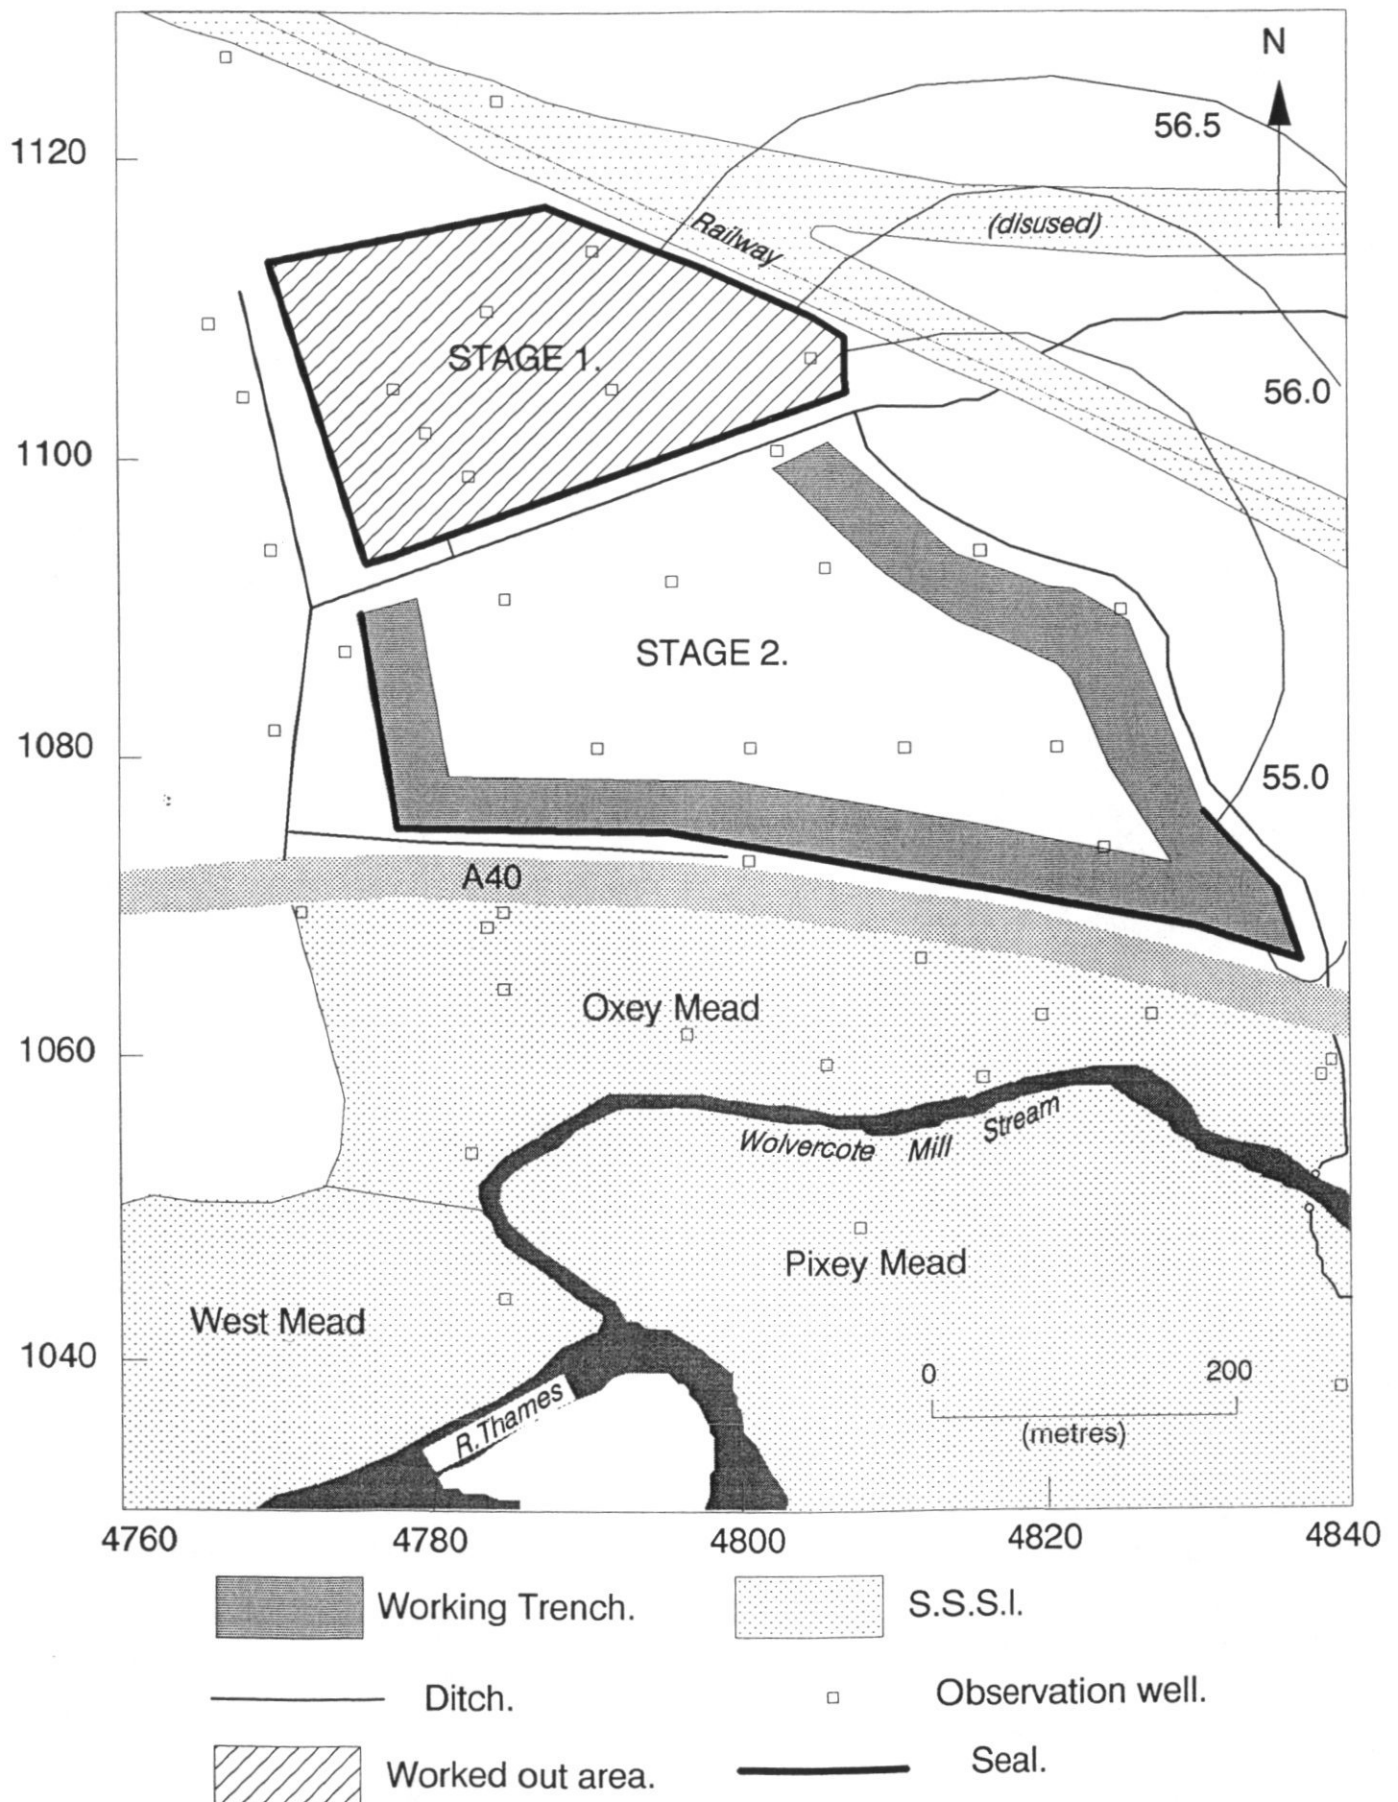 N
56.5
1120
Railway
(disused)
STAGE 1.
56.0
1100
STAGE 2.
1080
55.0
A40
Oxey Mead
1060
Wolvercote Mill Stream
Pixey Mead
West Mead
1040
0 200
(metres)
R.Thames
4760 4780 4800 4820 4840
Working Trench. S.S.S.I.
Ditch. Observation well.
Worked out area. Seal.